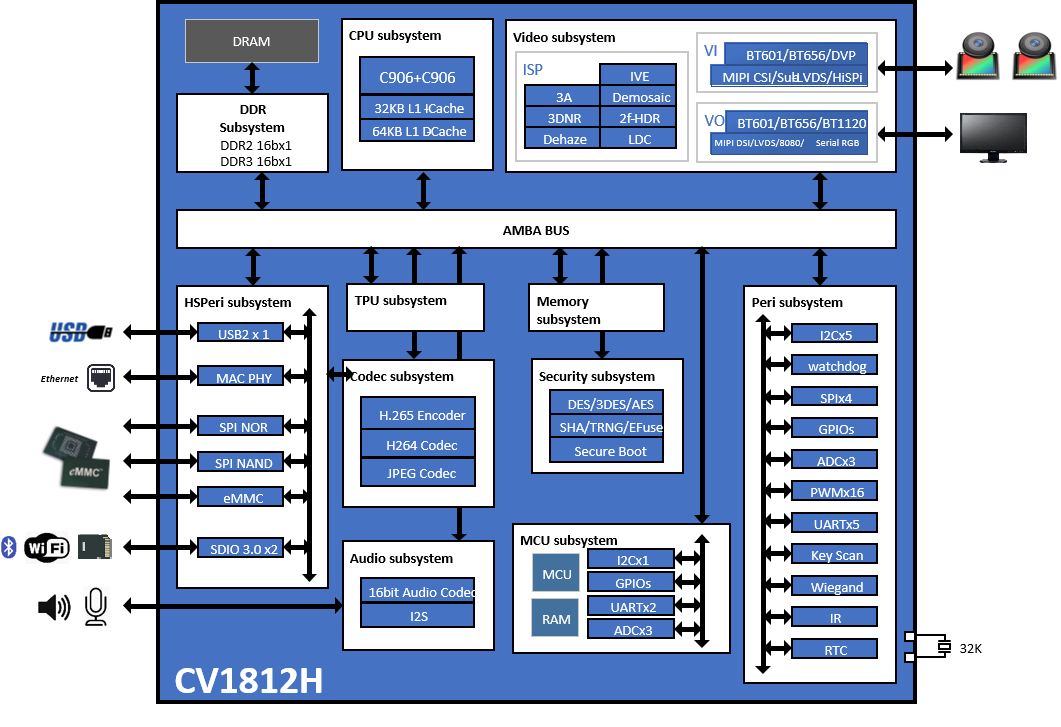 DRAM
DDR
Subsystem
DDR2 16bx1
DDR3 16bx1
CPU subsystem
C906+C906
32KB L1 I-Cache
64KB L1 DCache
Video subsystem
ISP
IVE
3A
Demosaic
3DNR
2f-HDR
Dehaze
LDC
VI
BT601/BT656/DVP
MIPI CSI/Sub LVDS/HiSPi
VO
BT601/BT656/BT1120
MIPI DSI/LVDS/8080/ Serial RGB
AMBA BUS
HSPeri subsystem
USB2 x 1
MAC PHY
SPI NOR
SPI NAND
eMMC
SDIO 3.0 x2
USB
Ethernet
eMMC
WiFi
TPU subsystem
Codec subsystem
H.265 Encoder
H264 Codec
JPEG Codec
Audio subsystem
16bit Audio Codec
I2S
Memory
subsystem
Security subsystem
DES/3DES/AES
SHA/TRNG/EFuse
Secure Boot
MCU subsystem
MCU
RAM
I2Cx1
GPIOs
UARTx2
ADCx3
Peri subsystem
I2Cx5
watchdog
SPIx4
GPIOs
ADCx3
PWMx16
UARTx5
Key Scan
Wiegand
IR
RTC
32K
CV1812H